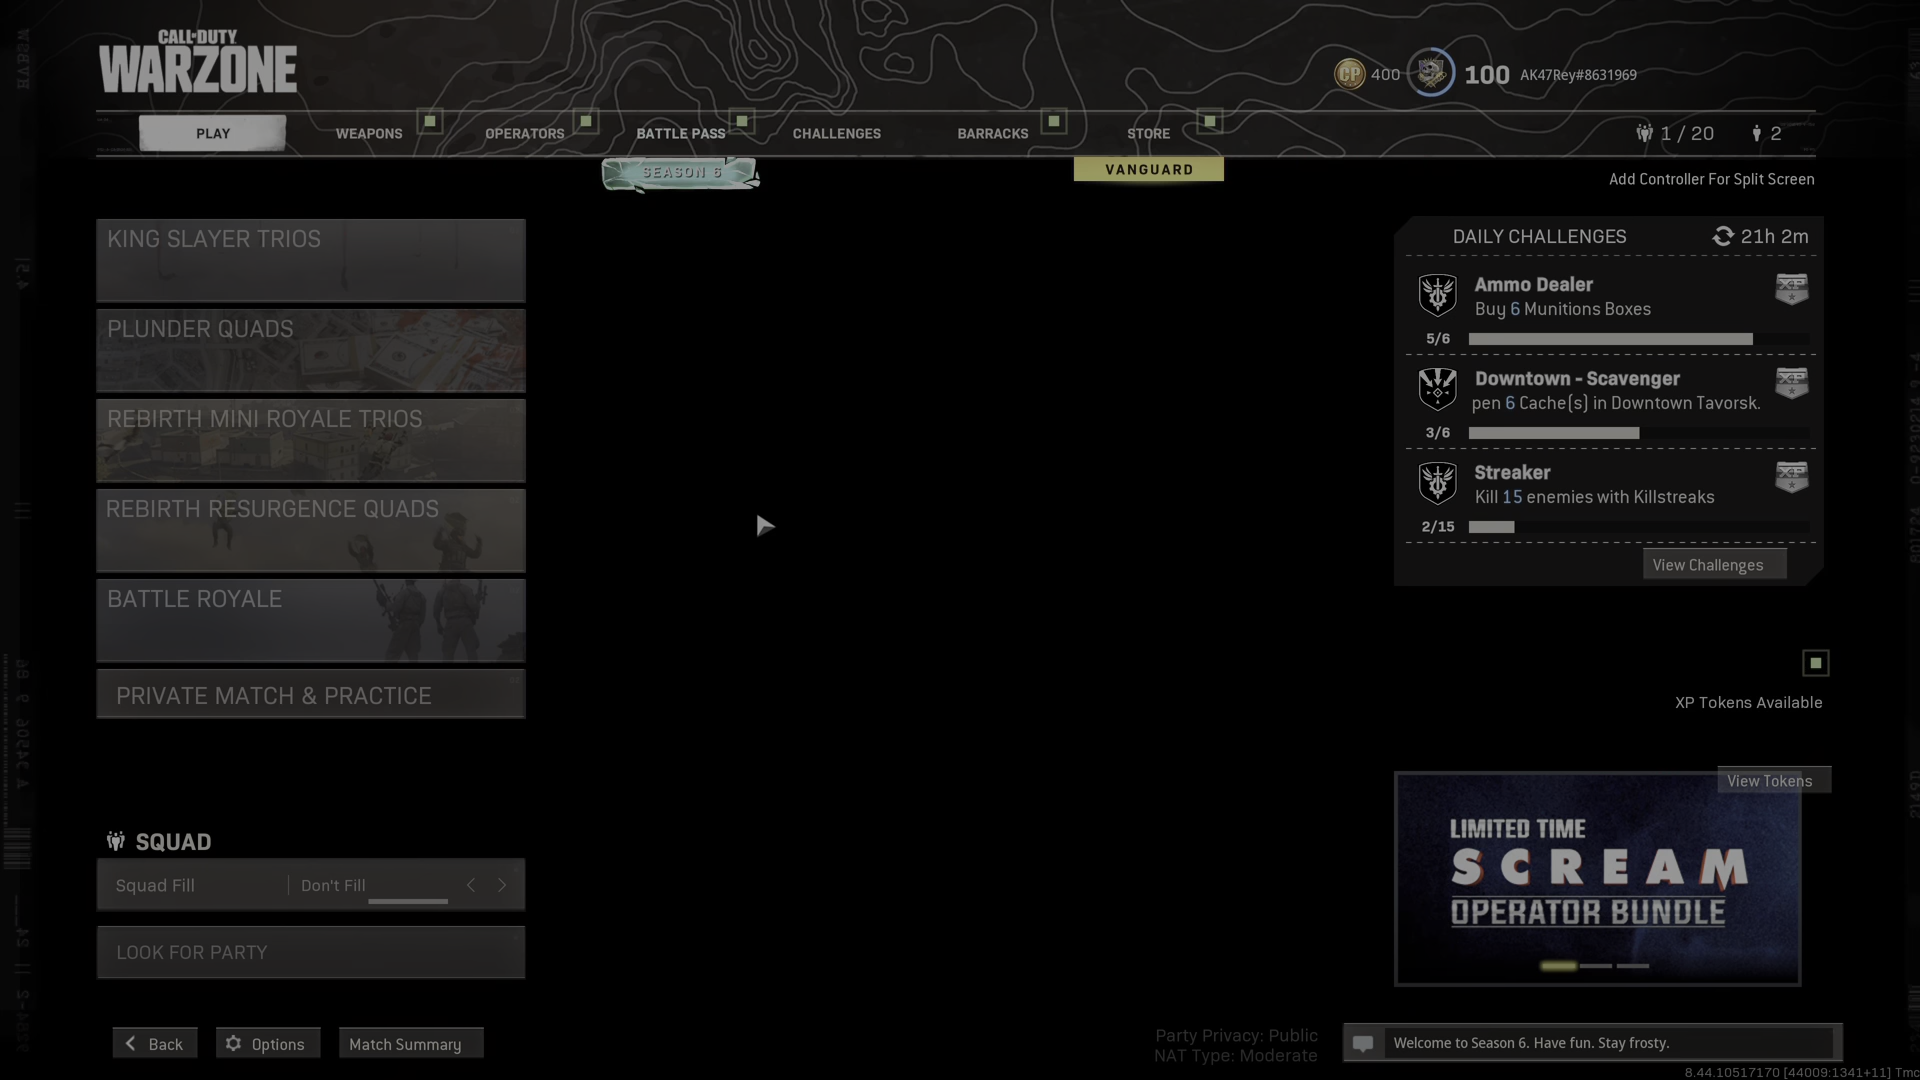 CALL OF DUTY
WARZONE
CP 400
100
AK47Rey#8631969
PLAY
WEAPONS
OPERATORS
BATTLE PASS
CHALLENGES
BARRACKS
STORE
1 / 20
2
SEASON 6
VANGUARD
Add Controller For Split Screen
KING SLAYER TRIOS
PLUNDER QUADS
REBIRTH MINI ROYALE TRIOS
REBIRTH RESURGENCE QUADS
BATTLE ROYALE
PRIVATE MATCH & PRACTICE
DAILY CHALLENGES
21h 2m
Ammo Dealer
XP
Buy 6 Munitions Boxes
5/6
Downtown - Scavenger
XP
pen 6 Cache(s) in Downtown Tavorsk.
3/6
Streaker
XP
Kill 15 enemies with Killstreaks
2/15
View Challenges
XP Tokens Available
View Tokens
LIMITED TIME
SCREAM
OPERATOR BUNDLE
SQUAD
Squad Fill
Don't Fill
LOOK FOR PARTY
Back
Options
Match Summary
Party Privacy: Public
NAT Type: Moderate
Welcome to Season 6. Have fun. Stay frosty.
8.44.10517170 [44009:1341+11] Tmc